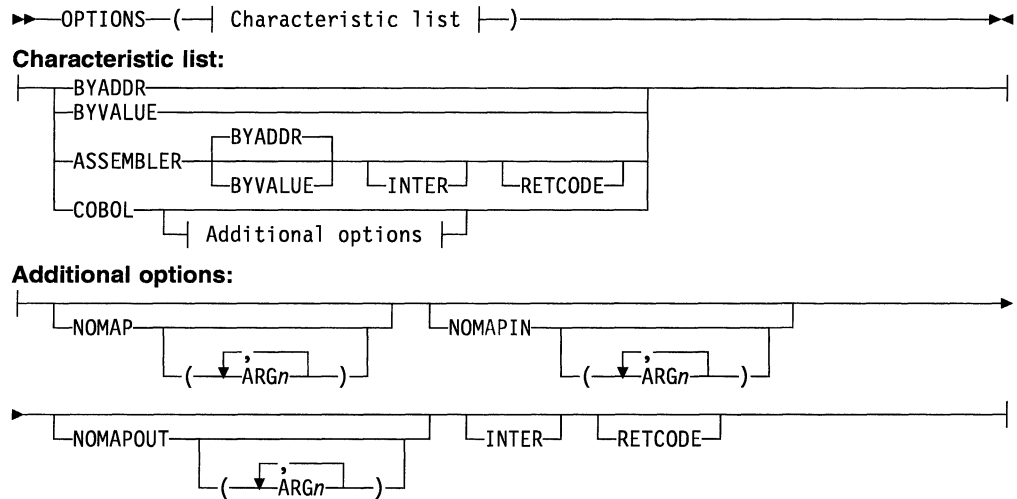 OPTIONS ( Characteristic list )
Characteristic list:
BYADDR
BYVALUE
BYADDR
ASSEMBLER
BYVALUE INTER RETCODE
COBOL
Additional options
Additional options:
NOMAP NOMAPIN
, ,
( ARGn ) ( ARGn )
NOMAPOUT INTER RETCODE
,
( ARGn )